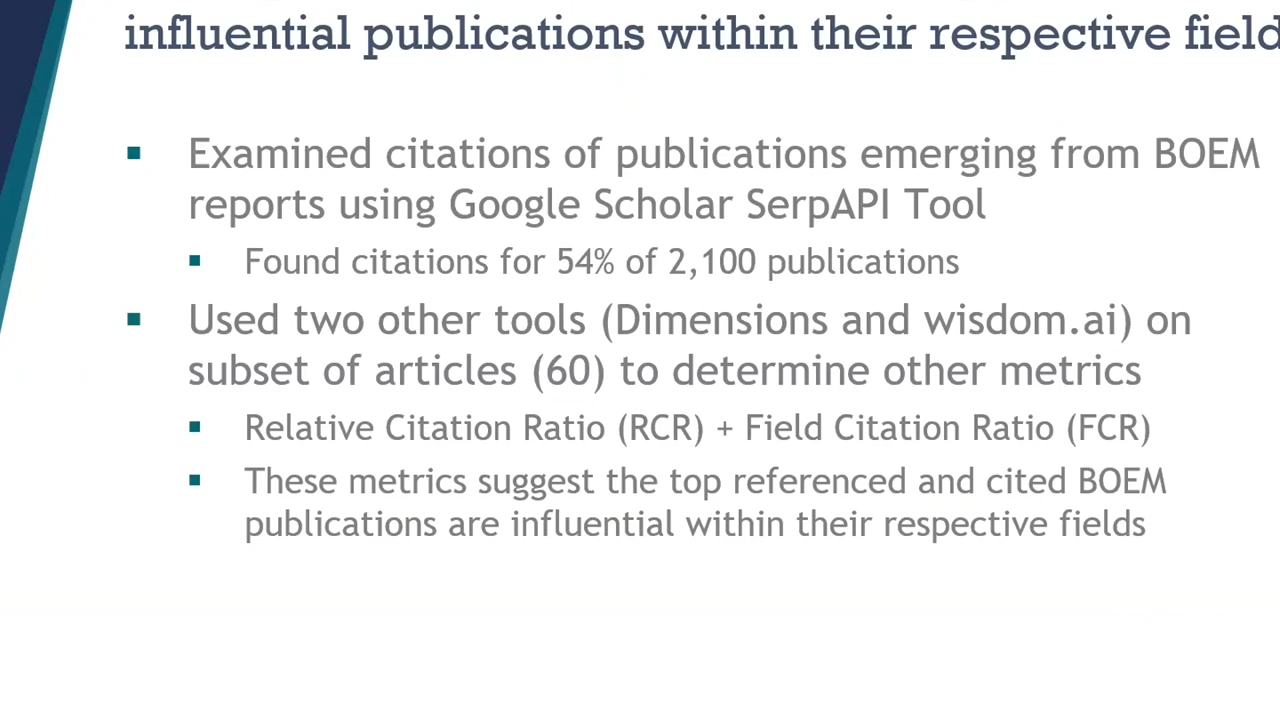 influential publications within their respective field
▪ Examined citations of publications emerging from BOEM
reports using Google Scholar SerpAPI Tool
▪ Found citations for 54% of 2,100 publications
▪ Used two other tools (Dimensions and wisdom.ai) on
subset of articles (60) to determine other metrics
▪ Relative Citation Ratio (RCR) + Field Citation Ratio (FCR)
▪ These metrics suggest the top referenced and cited BOEM
publications are influential within their respective fields